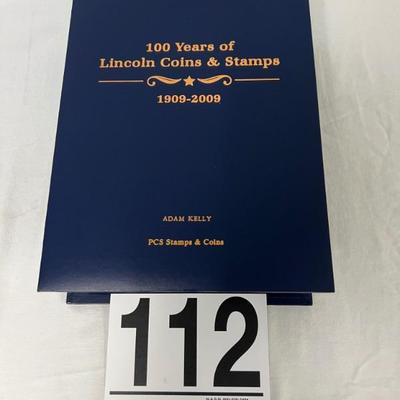 100 Years of
Lincoln Coins & Stamps
1909-2009
ADAM KELLY
PCS Stamps & Coins
112